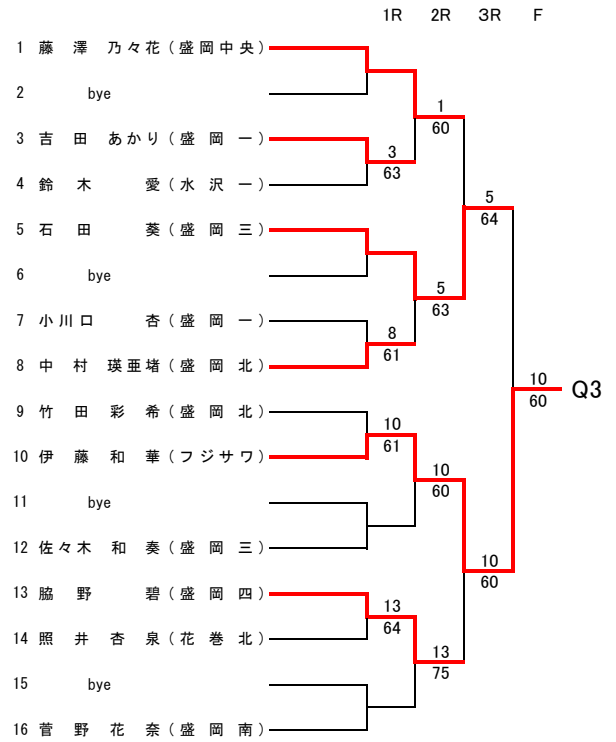 1R 2R 3R F
1 藤澤 乃々花(盛岡中央)
2 bye
1
60
3 吉田 あかり(盛岡一)
3
63
4 鈴木 愛(水沢一)
5
64
5 石田 葵(盛岡三)
6 bye
5
63
7 小川口 杏(盛岡一)
8
61
8 中村 瑛亜堵(盛岡北)
10
60
Q3
9 竹田彩希(盛岡北)
10
61
10 伊藤和華(フジサワ)
10
60
11 bye
12 佐々木和奏(盛岡三)
10
60
13 脇野 碧(盛岡四)
13
64
14 照井杏泉(花巻北)
13
75
15 bye
16 菅野花奈(盛岡南)